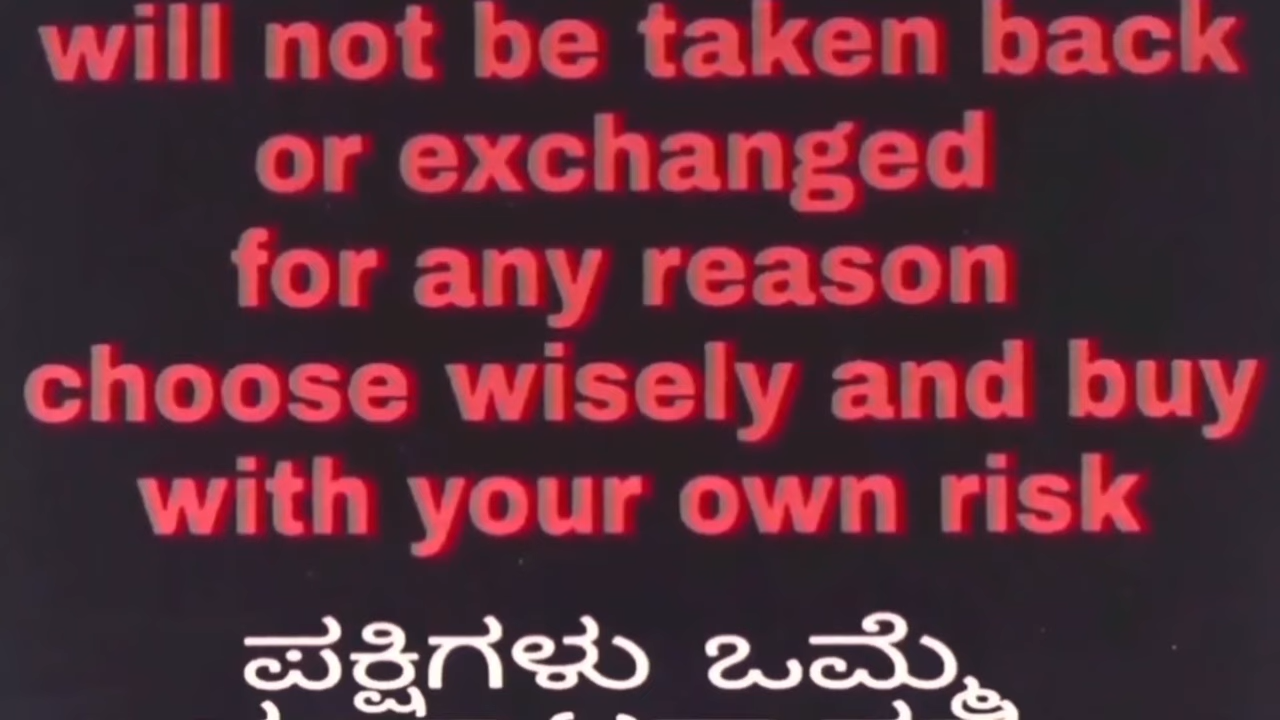 will not be taken back
or exchanged
for any reason
choose wisely and buy
with your own risk
ಪಕ್ಷಿಗಳು ಒಮ್ಮೆ